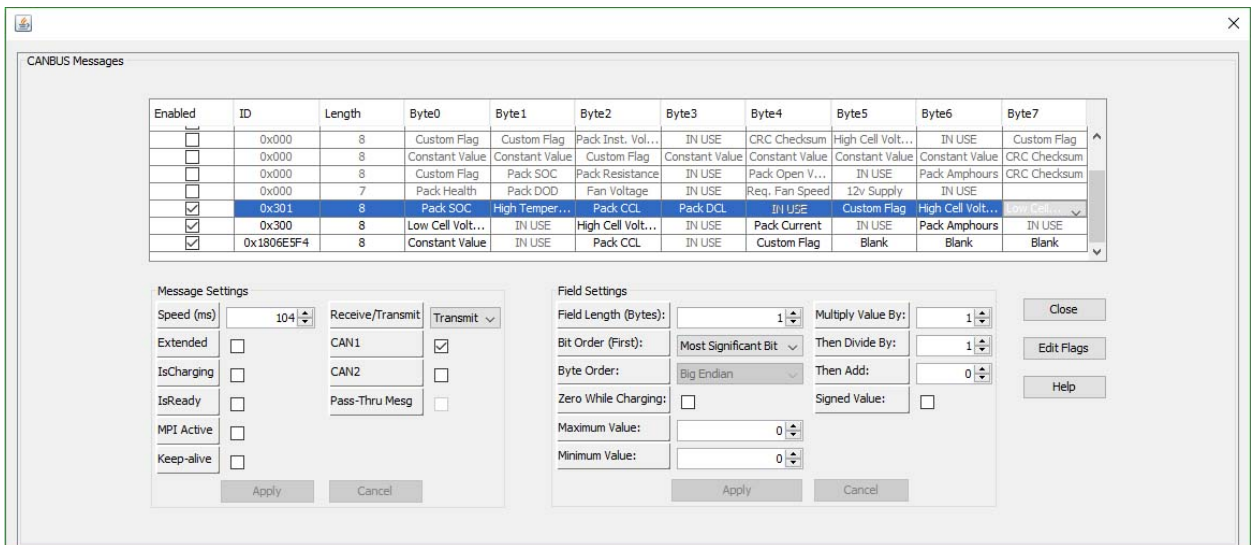 CANBUS Messages
Enabled ID Length Byte0 Byte1 Byte2 Byte3 Byte4 Byte5 Byte6 Byte7
0x000 8 Custom Flag Custom Flag Pack Inst. Vol... IN USE CRC Checksum High Cell Volt... IN USE Custom Flag
0x000 8 Constant Value Constant Value Custom Flag Constant Value Constant Value Constant Value Constant Value CRC Checksum
0x000 8 Custom Flag Pack SOC Pack Resistance IN USE Pack Open V... IN USE Pack Amphours CRC Checksum
0x000 7 Pack Health Pack DOD Fan Voltage IN USE Req. Fan Speed 12v Supply IN USE
0x301 8 Pack SOC High Temper... Pack CCL Pack DCL IN USE Custom Flag High Cell Volt... Low Cell...
0x300 8 Low Cell Volt... IN USE High Cell Volt... IN USE Pack Current IN USE Pack Amphours IN USE
0x1806E5F4 8 Constant Value IN USE Pack CCL IN USE Custom Flag Blank Blank Blank
Message Settings
Speed (ms) 104 Receive/Transmit Transmit
Extended CAN1
IsCharging CAN2
IsReady Pass-Thru Mesg
MPI Active
Keep-alive
Apply Cancel
Field Settings
Field Length (Bytes): 1 Multiply Value By: 1
Bit Order (First): Most Significant Bit Then Divide By: 1
Byte Order: Big Endian Then Add: 0
Zero While Charging: Signed Value:
Maximum Value: 0
Minimum Value: 0
Apply Cancel
Close
Edit Flags
Help